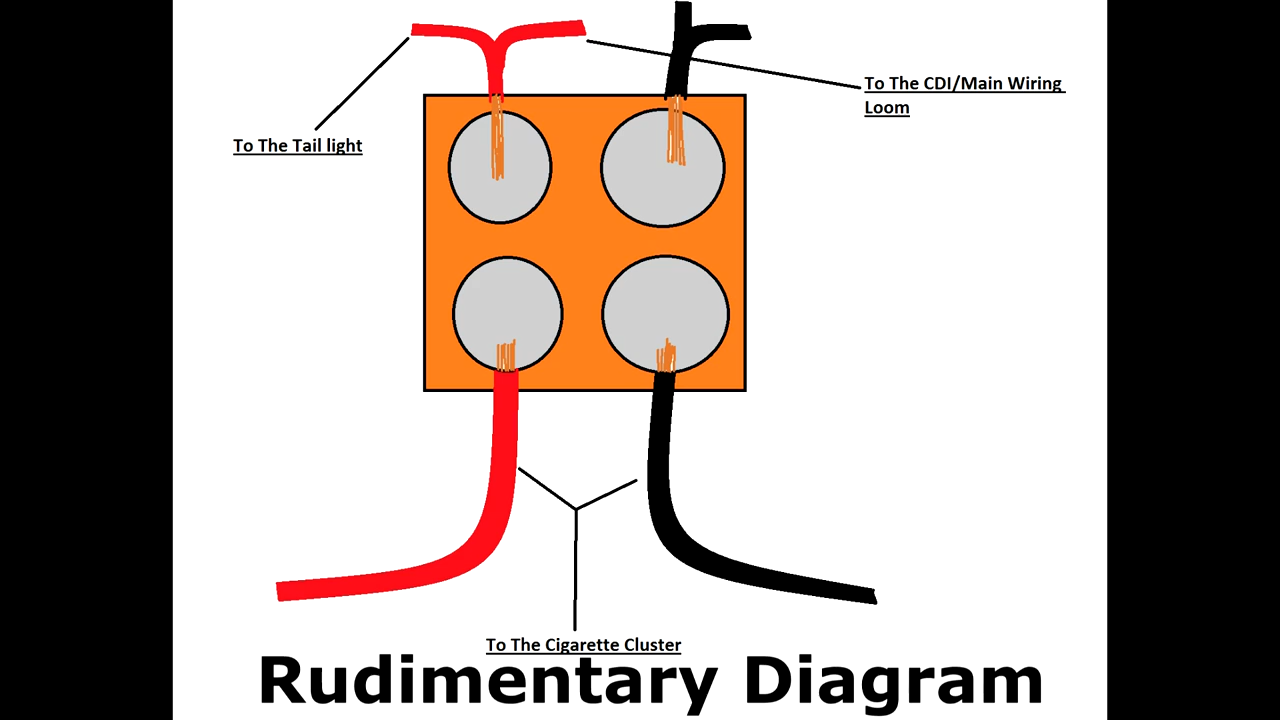 To The CDI/Main Wiring
Loom
To The Tail light
To The Cigarette Cluster
Rudimentary Diagram